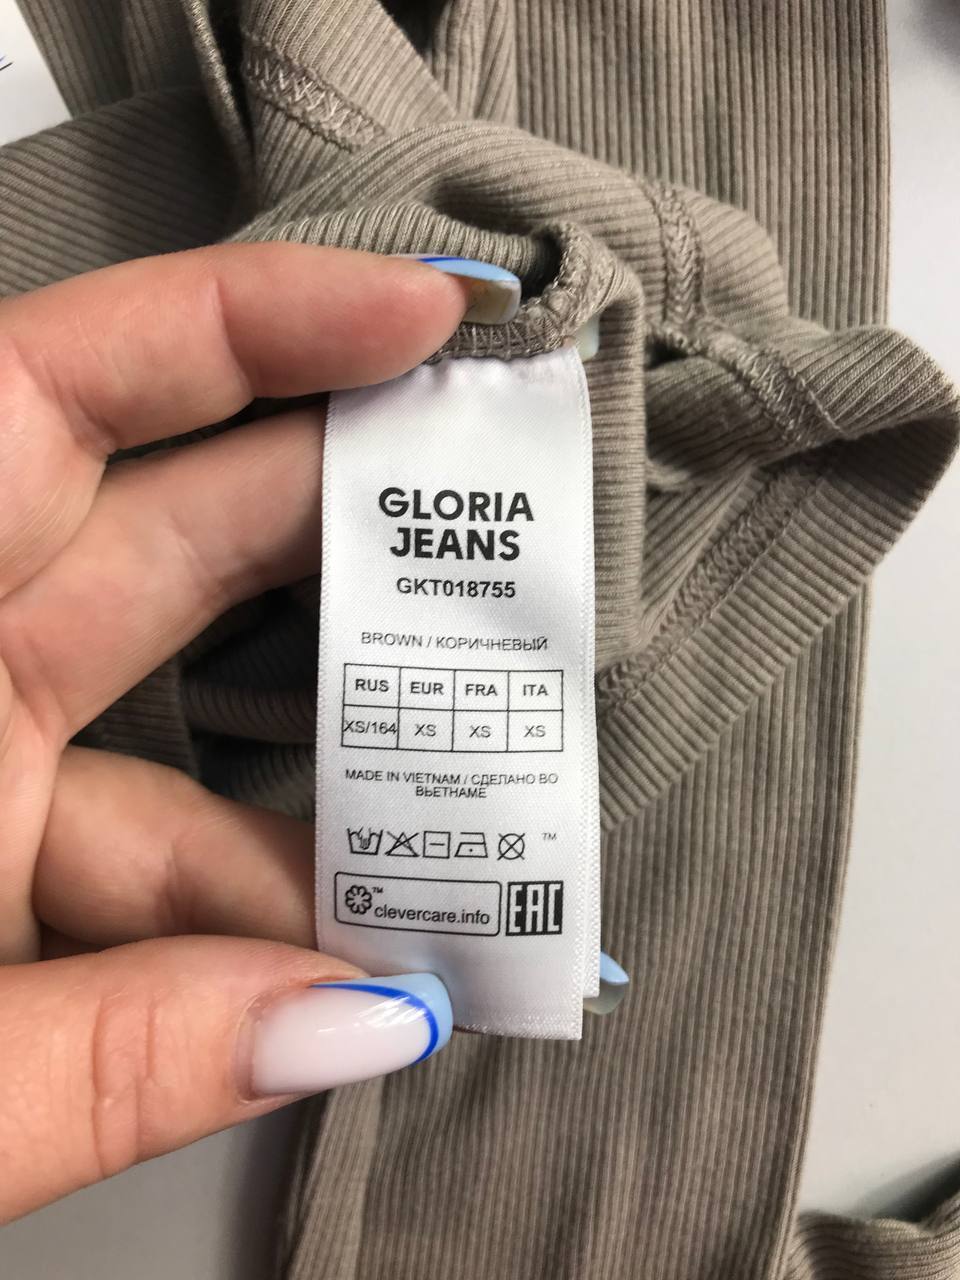 GLORIA
JEANS
GKT018755
BROWN / КОРИЧНЕВЫЙ
RUS EUR FRA ITA
XS/164 XS XS XS
MADE IN VIETNAM / СДЕЛАНО ВО
ВЬЕТНАМЕ
™
™ clevercare.info EAC